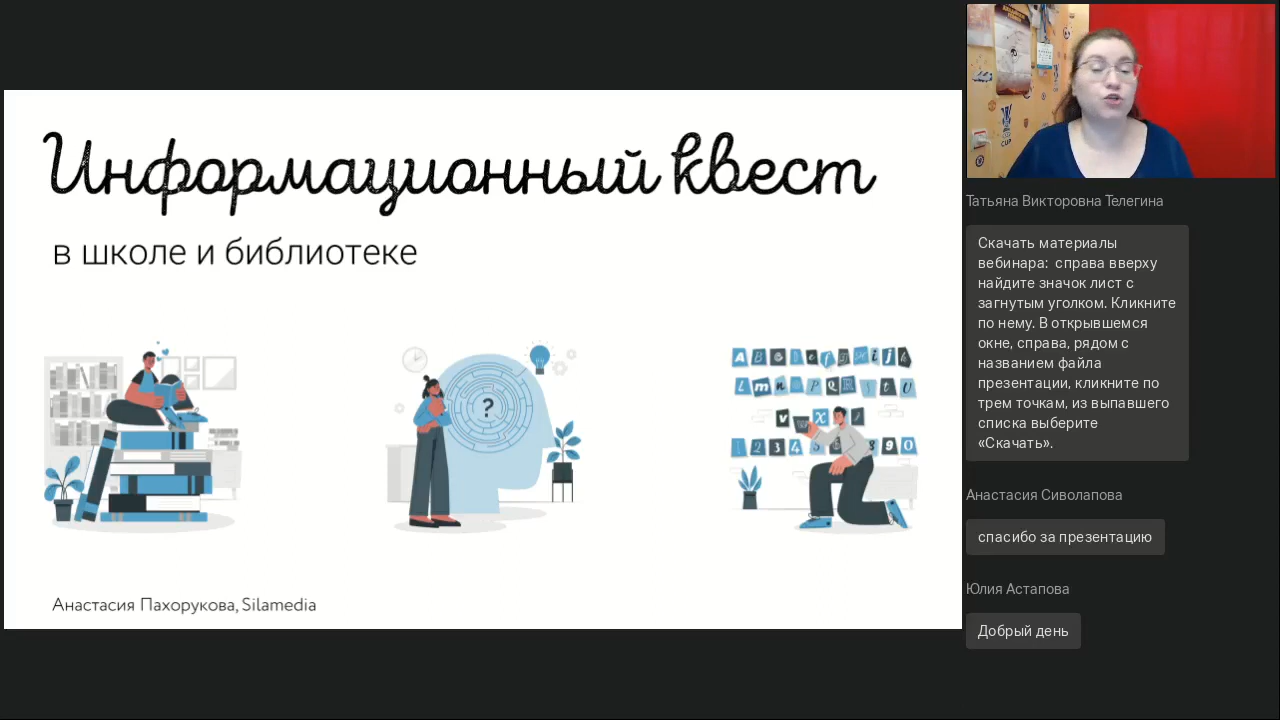 Информационный квест
в школе и библиотеке
?
Анастасия Пахорукова, Silamedia
CUP
Татьяна Викторовна Телегина
Скачать материалы
вебинара: справа вверху
найдите значок лист с
загнутым уголком. Кликните
по нему. В открывшемся
окне, справа, рядом с
названием файла
презентации, кликните по
трем точкам, из выпавшего
списка выберите
«Скачать».
Анастасия Сиволапова
спасибо за презентацию
Юлия Астапова
Добрый день